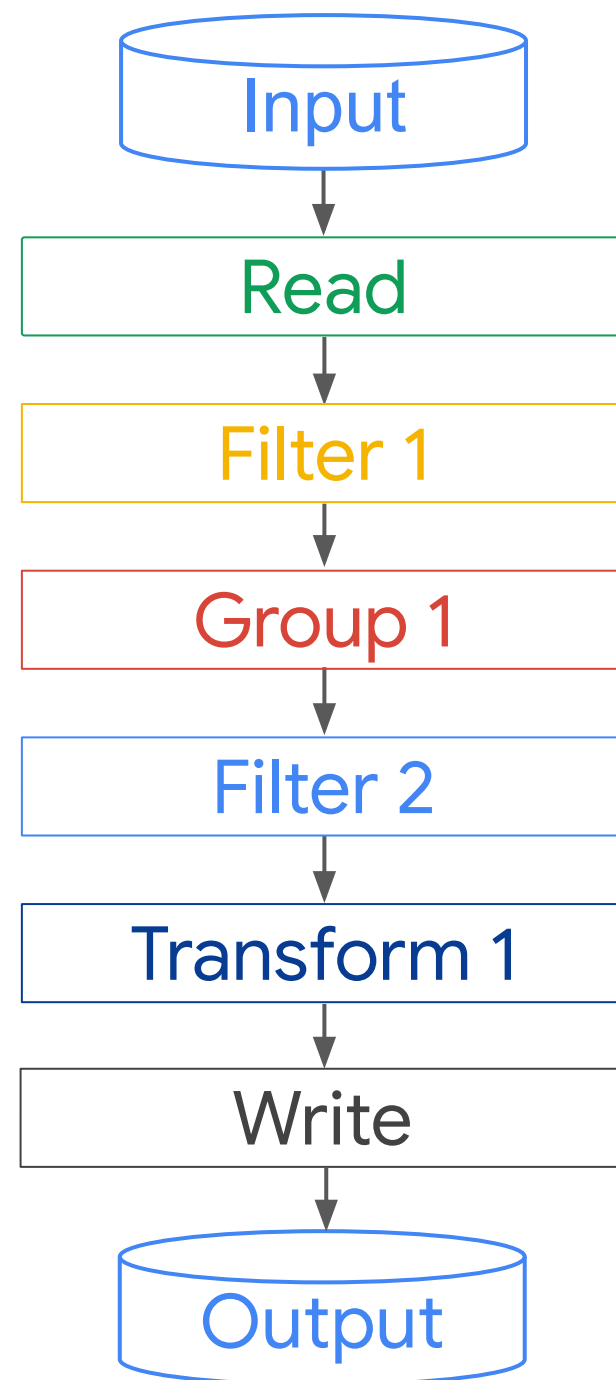 Input
Read
Filter 1
Group 1
Filter 2
Transform 1
Write
Output